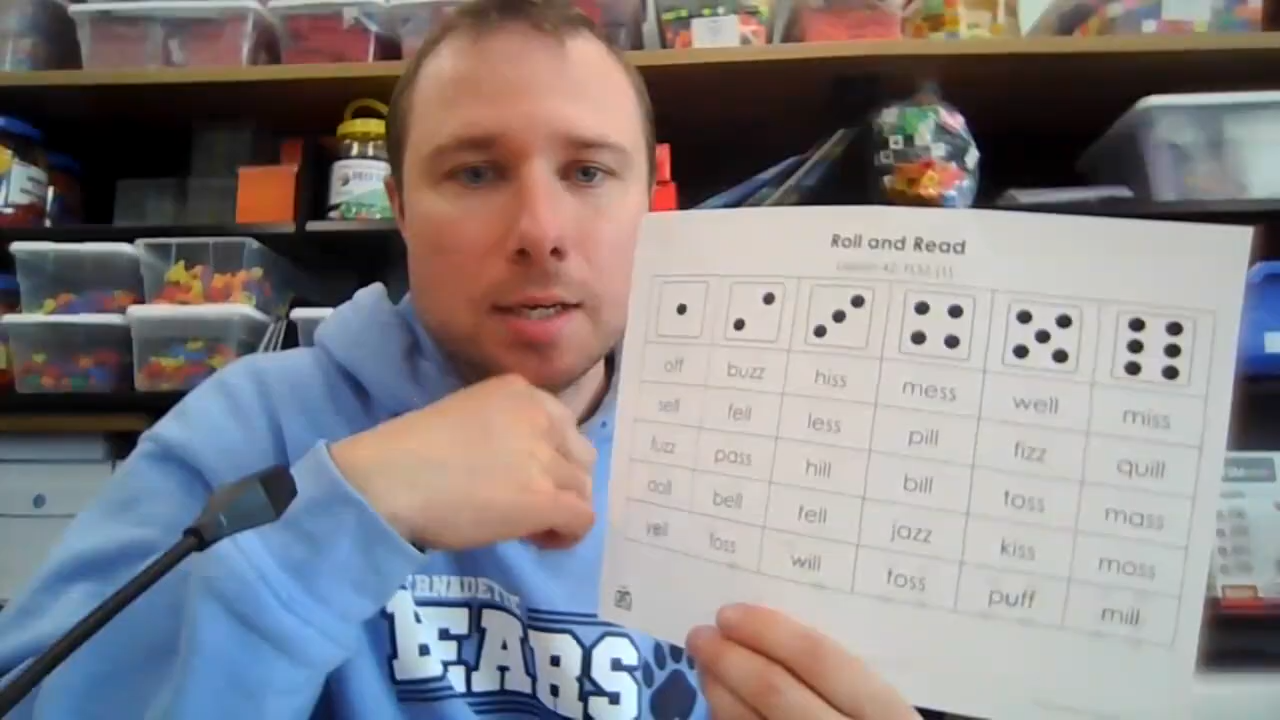 Roll and Read
off buzz hiss mess well miss
sell fell less pill fizz quill
fuzz pass hill bill toss mass
doll bell tell jazz kiss moss
yell toss will toss puff mill
BEARS